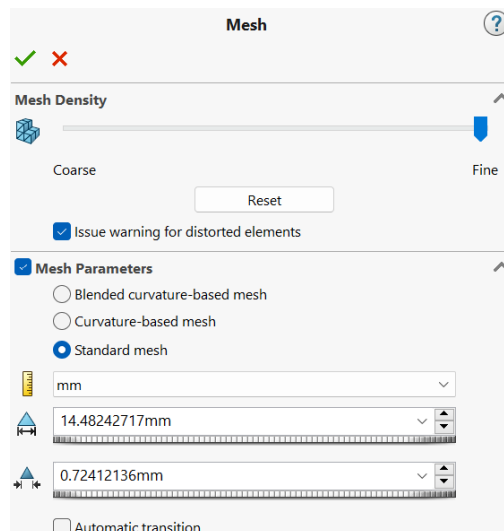 Mesh
?
Mesh Density
Coarse Fine
Reset
Issue warning for distorted elements
Mesh Parameters
Blended curvature-based mesh
Curvature-based mesh
Standard mesh
mm
14.48242717mm
0.72412136mm
Automatic transition